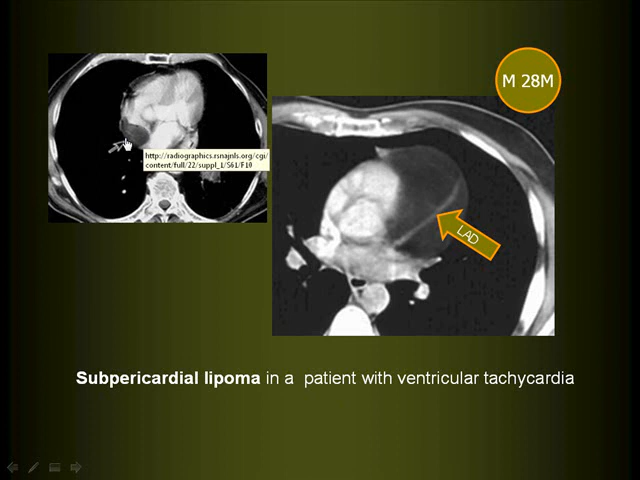 M 28M
http://radiographics.rsnajnls.org/cgi/
content/full/22/suppl_1/S61/F10
LAD
Subpericardial lipoma in a patient with ventricular tachycardia